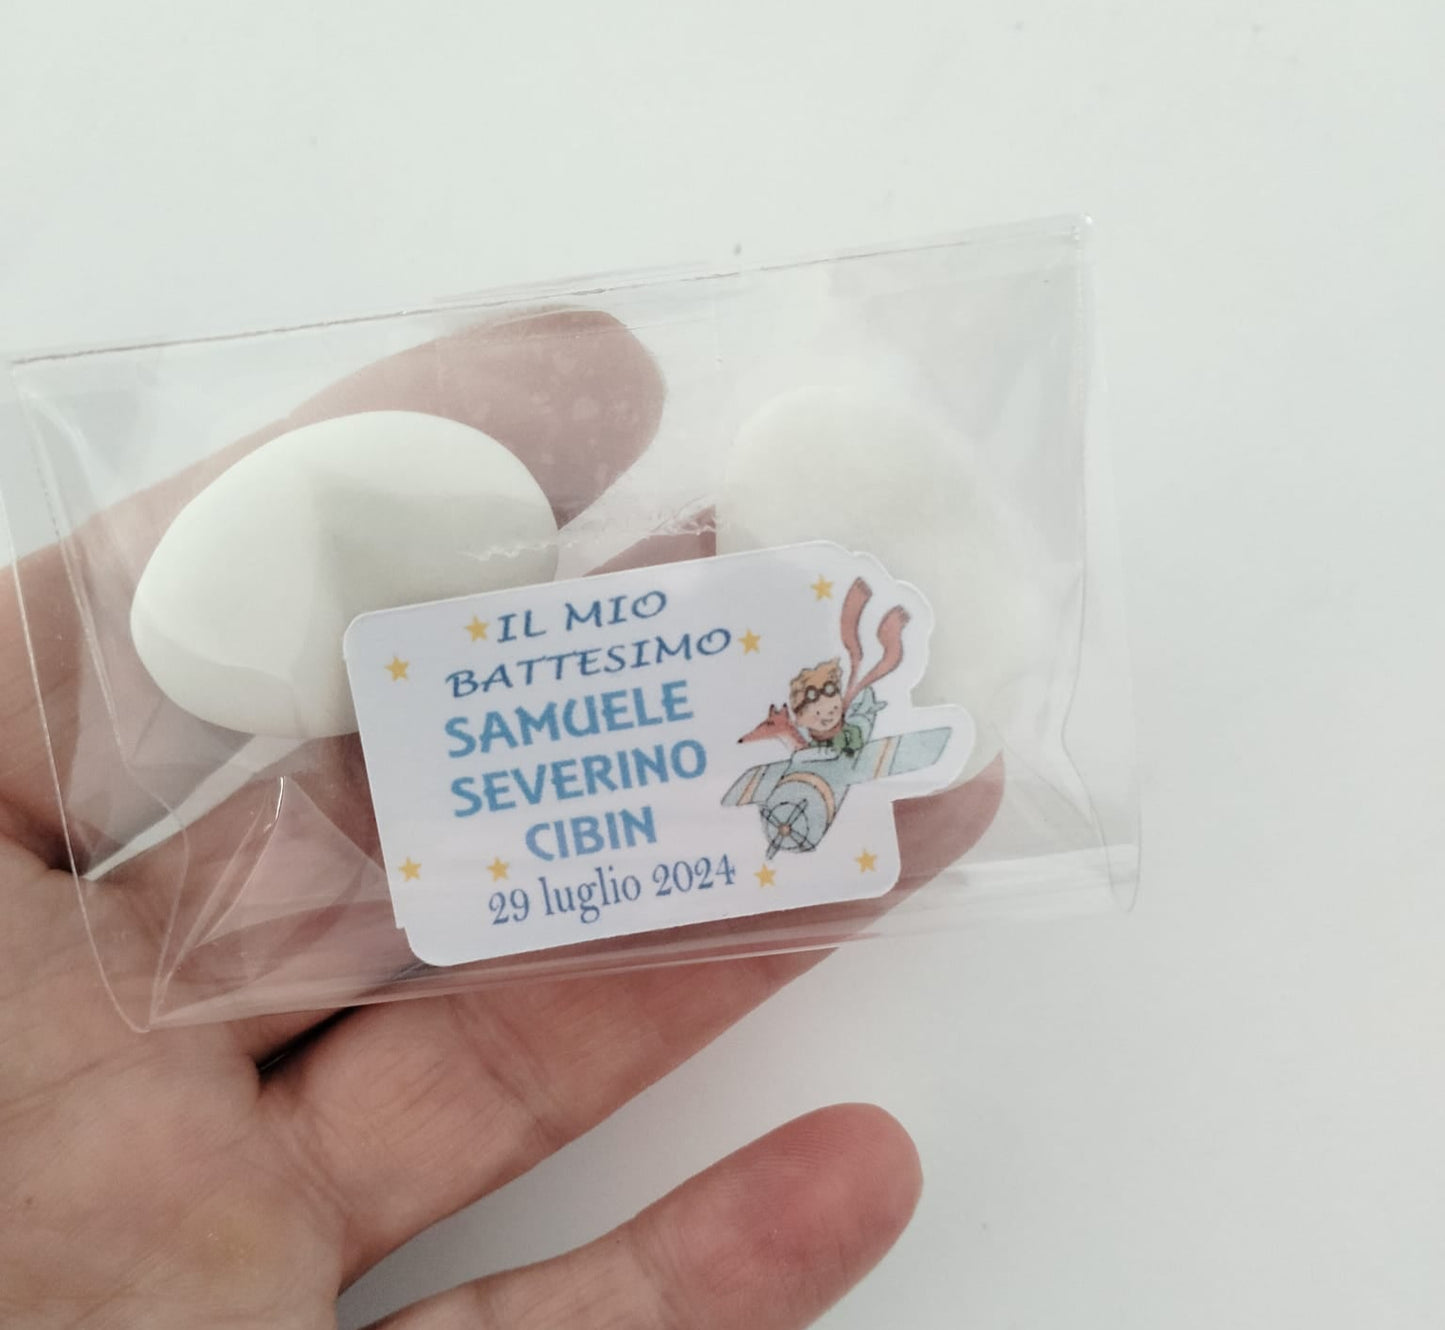 IL MIO
BATTESIMO
SAMUELE
SEVERINO
CIBIN
29 luglio 2024